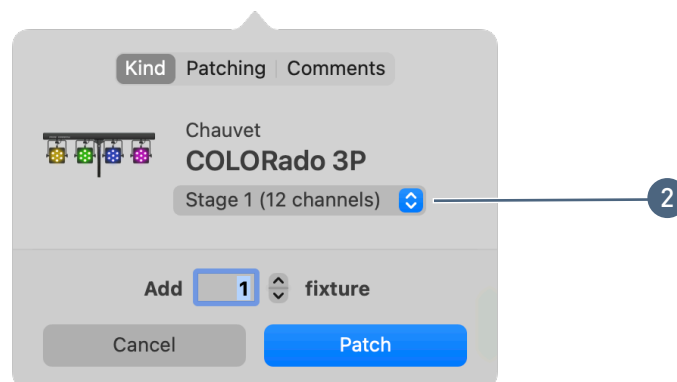 Kind Patching Comments
Chauvet
COLORado 3P
Stage 1 (12 channels)
2
Add 1 fixture
Cancel Patch